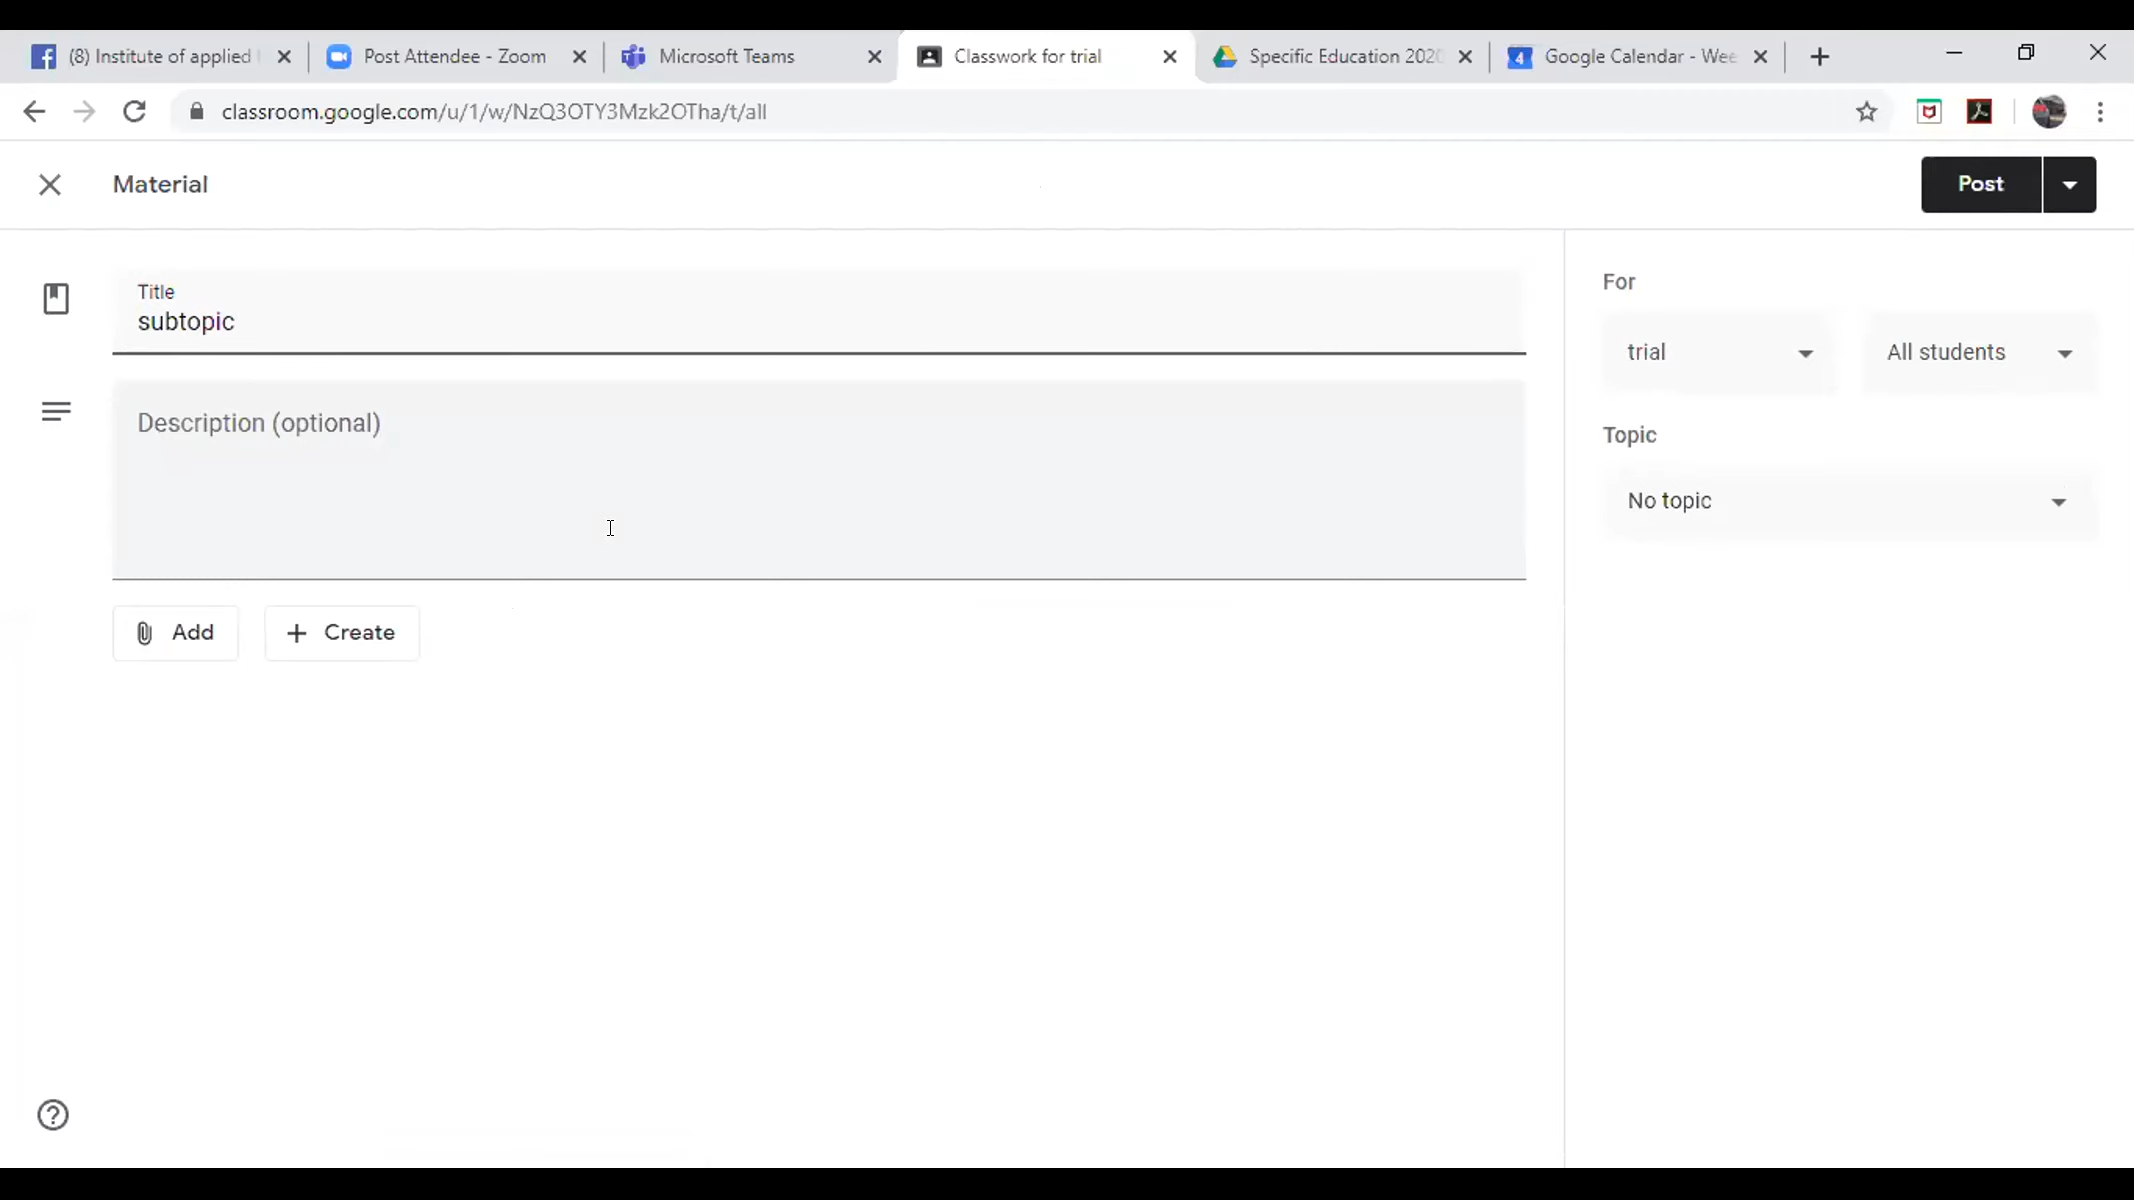 (8) Institute of applied
Post Attendee - Zoom
Microsoft Teams
Classwork for trial
Specific Education 2020
Google Calendar - Wee
classroom.google.com/u/1/w/NzQ3OTY3Mzk2OTha/t/all
Material
Post
Title
subtopic
Description (optional)
Add
Create
For
trial
All students
Topic
No topic